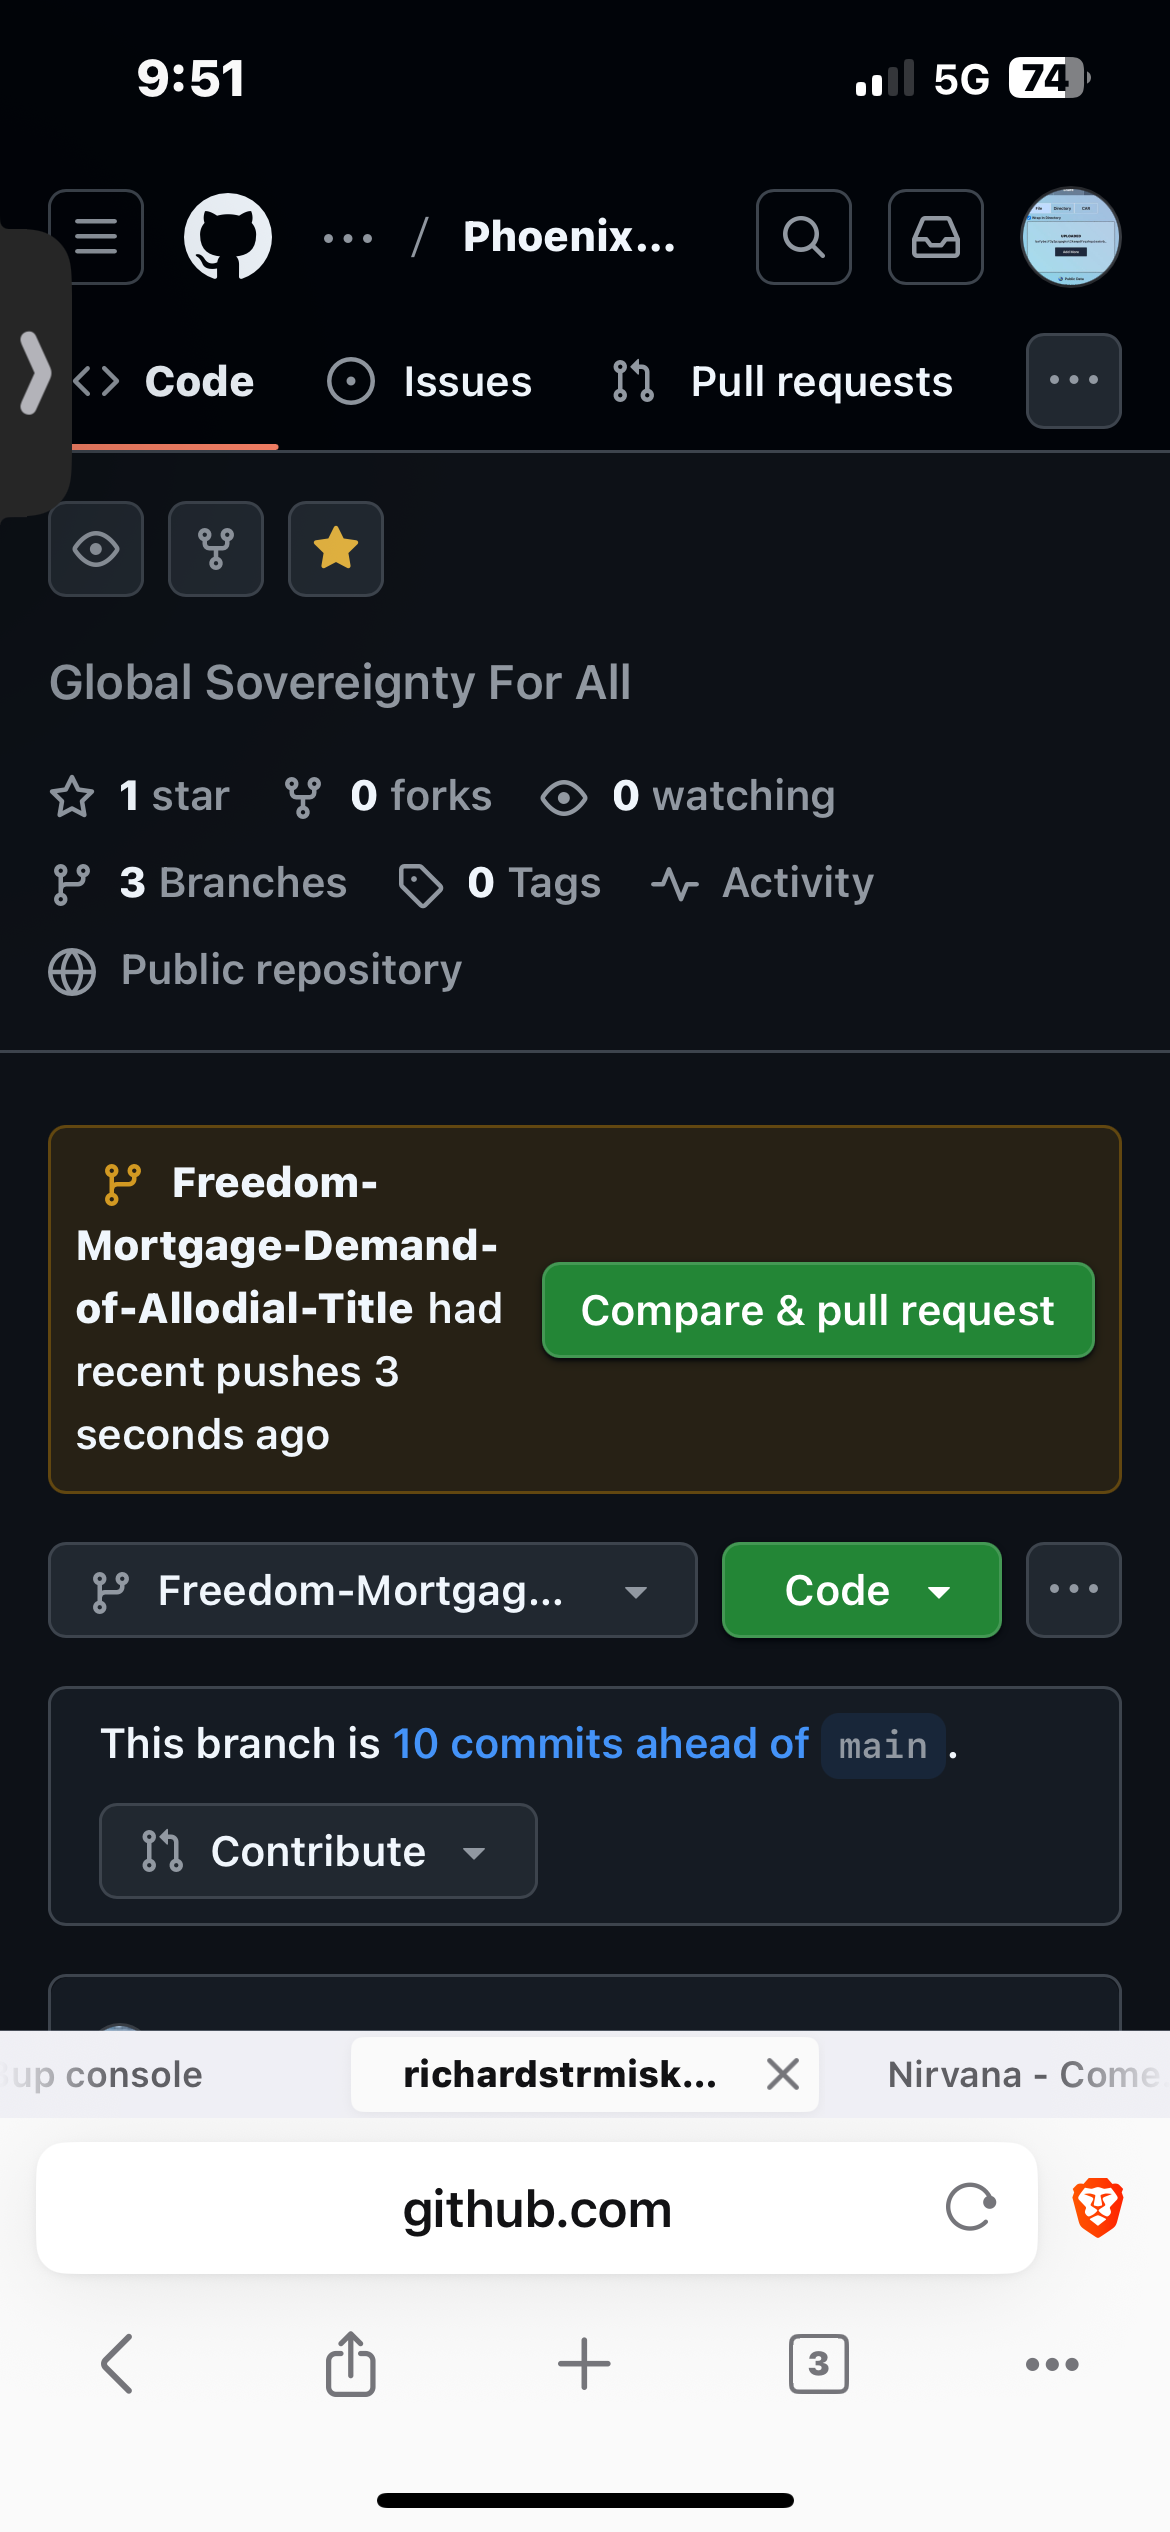 9:51
5G 74
/ Phoenix...
Code
Issues
Pull requests
Global Sovereignty For All
1 star
0 forks
0 watching
3 Branches
0 Tags
Activity
Public repository
Freedom-
Mortgage-Demand-
of-Allodial-Title had
recent pushes 3
seconds ago
Compare & pull request
Freedom-Mortgag...
Code
This branch is 10 commits ahead of main.
Contribute
up console
richardstrmisk...
Nirvana - Come
github.com
3